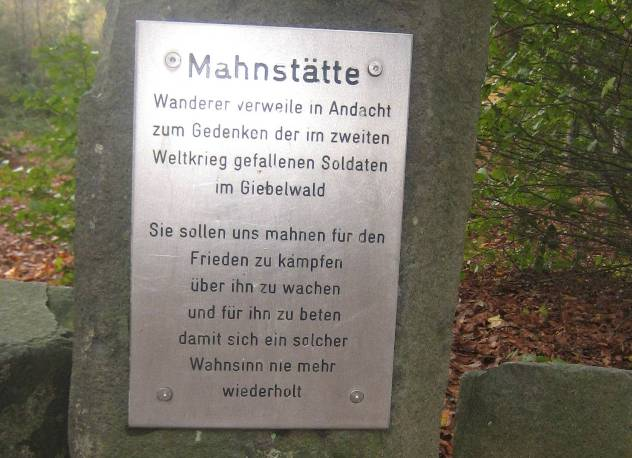 Mahnstätte
Wanderer verweile in Andacht
zum Gedenken der im zweiten
Weltkrieg gefallenen Soldaten
im Giebelwald
Sie sollen uns mahnen für den
Frieden zu kämpfen
über ihn zu wachen
und für ihn zu beten
damit sich ein solcher
Wahnsinn nie mehr
wiederholt